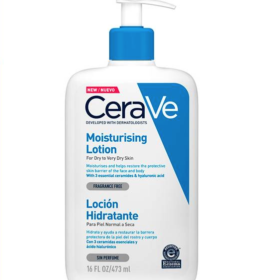 NEW / NUEVO
CeraVe
DEVELOPED WITH DERMATOLOGISTS
Moisturising
Lotion
For Dry to Very Dry Skin
Moisturises and helps restore the protective
skin barrier of the face and body
With 3 essential ceramides & hyaluronic acid
FRAGRANCE FREE
Loción
Hidratante
Para Piel Normal a Seca
Hidrata y ayuda a restaurar la barrera
protectora de la piel del rostro y cuerpo
Con 3 ceramidas esenciales y
ácido hialurónico
SIN PERFUME
16 FL OZ/473 ml